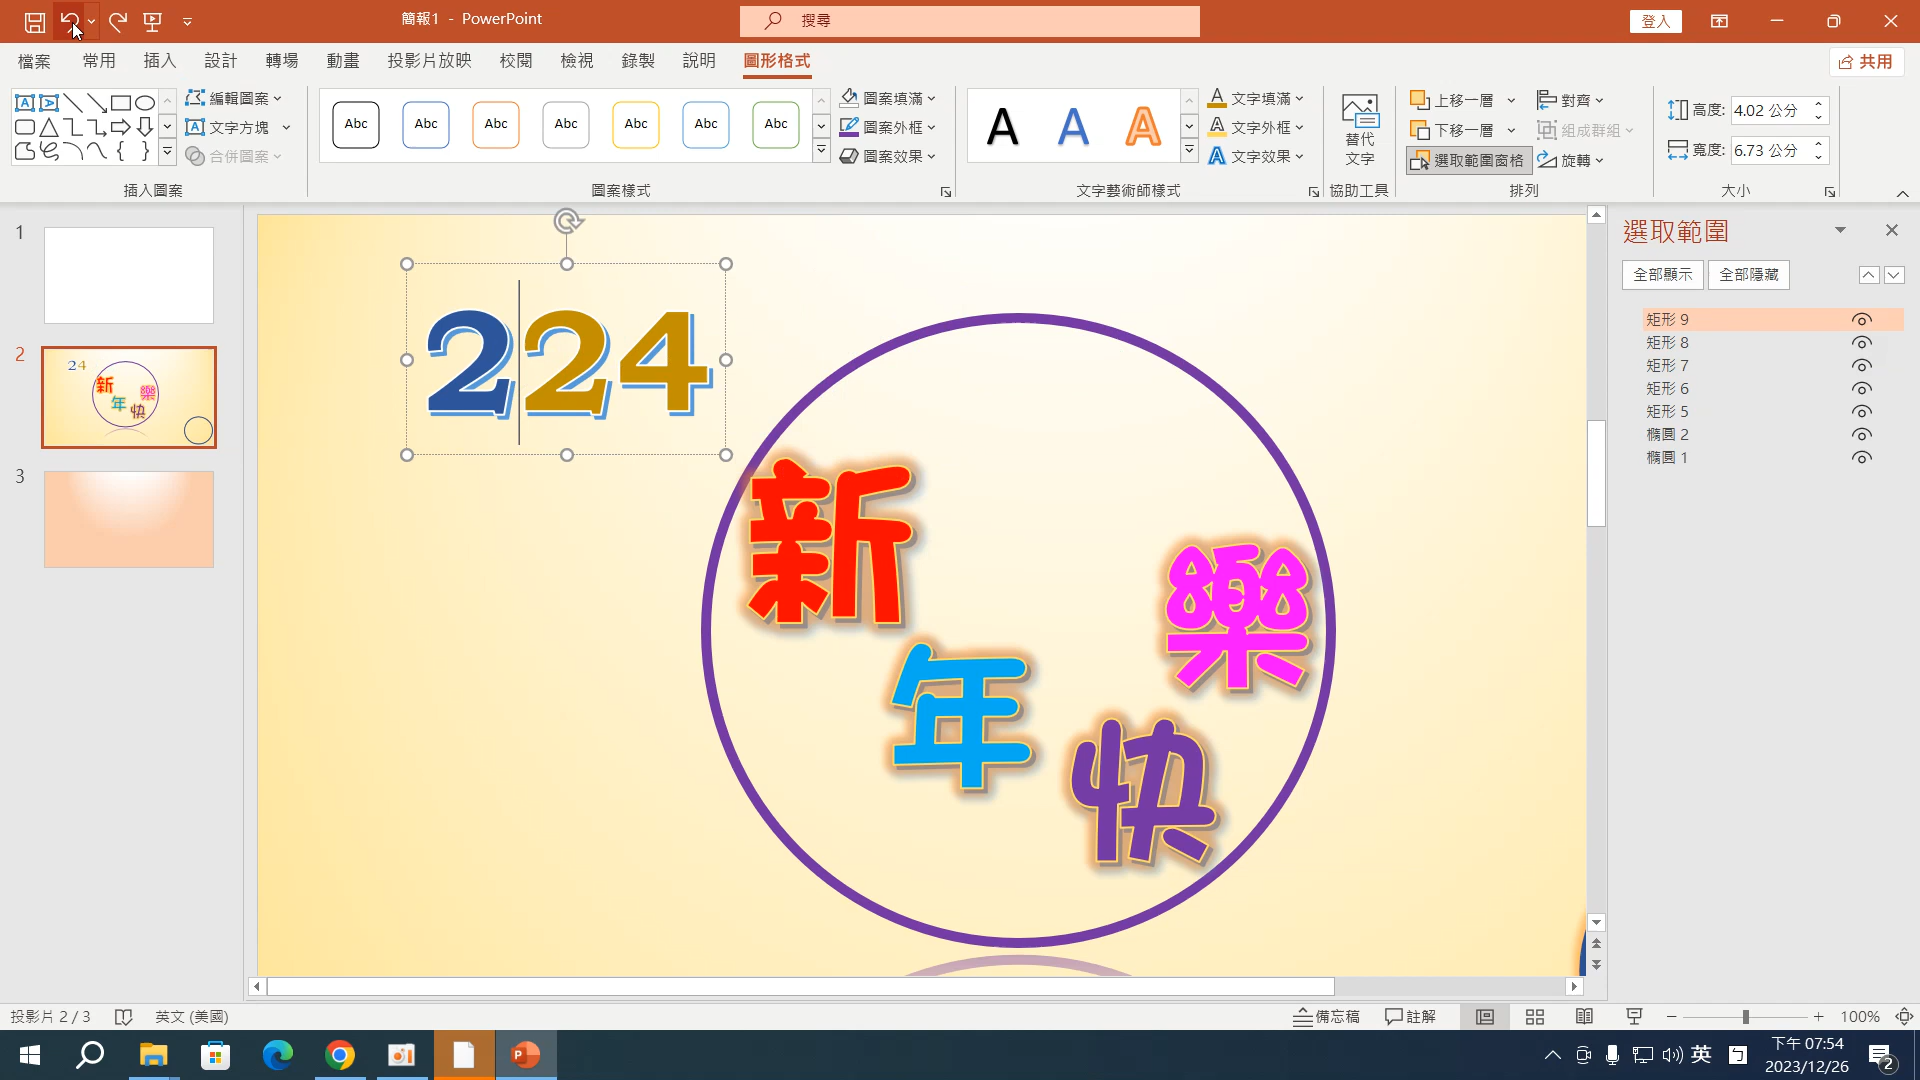 簡報1 - PowerPoint
搜尋
登入
檔案 常用 插入 設計 轉場 動畫 投影片放映 校閱 檢視 錄製 說明 圖形格式
共用
編輯圖案
文字方塊
合併圖案
插入圖案
Abc Abc Abc Abc Abc Abc Abc
圖案填滿
圖案外框
圖案效果
圖案樣式
A A A
文字填滿
文字外框
文字效果
文字藝術師樣式
替代
文字
協助工具
上移一層
下移一層
選取範圍窗格
對齊
組成群組
旋轉
排列
高度: 4.02 公分
寬度: 6.73 公分
大小
1
2
24
新
年
快
樂
3
224
新
年
快
樂
選取範圍
全部顯示 全部隱藏
矩形 9
矩形 8
矩形 7
矩形 6
矩形 5
橢圓 2
橢圓 1
投影片 2 / 3
英文 (美國)
備忘稿
註解
100%
英
下午 07:54
2023/12/26
2